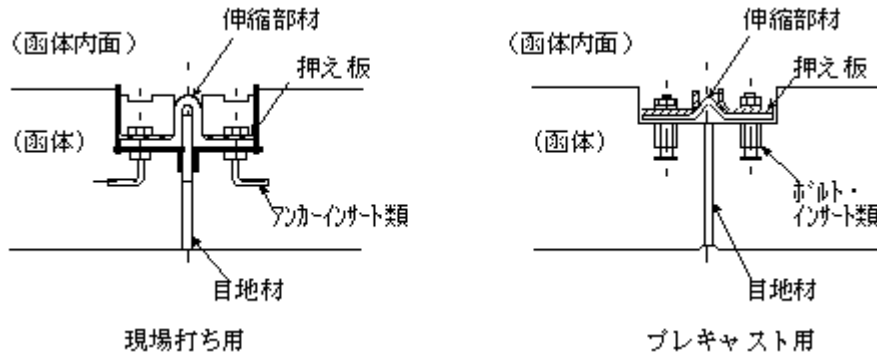 伸縮部材
(函体内面)
押え板
(函体)
アンカーインサート類
目地材
現場打ち用
伸縮部材
(函体内面)
押え板
(函体)
ボルト・
インサート類
目地材
プレキャスト用